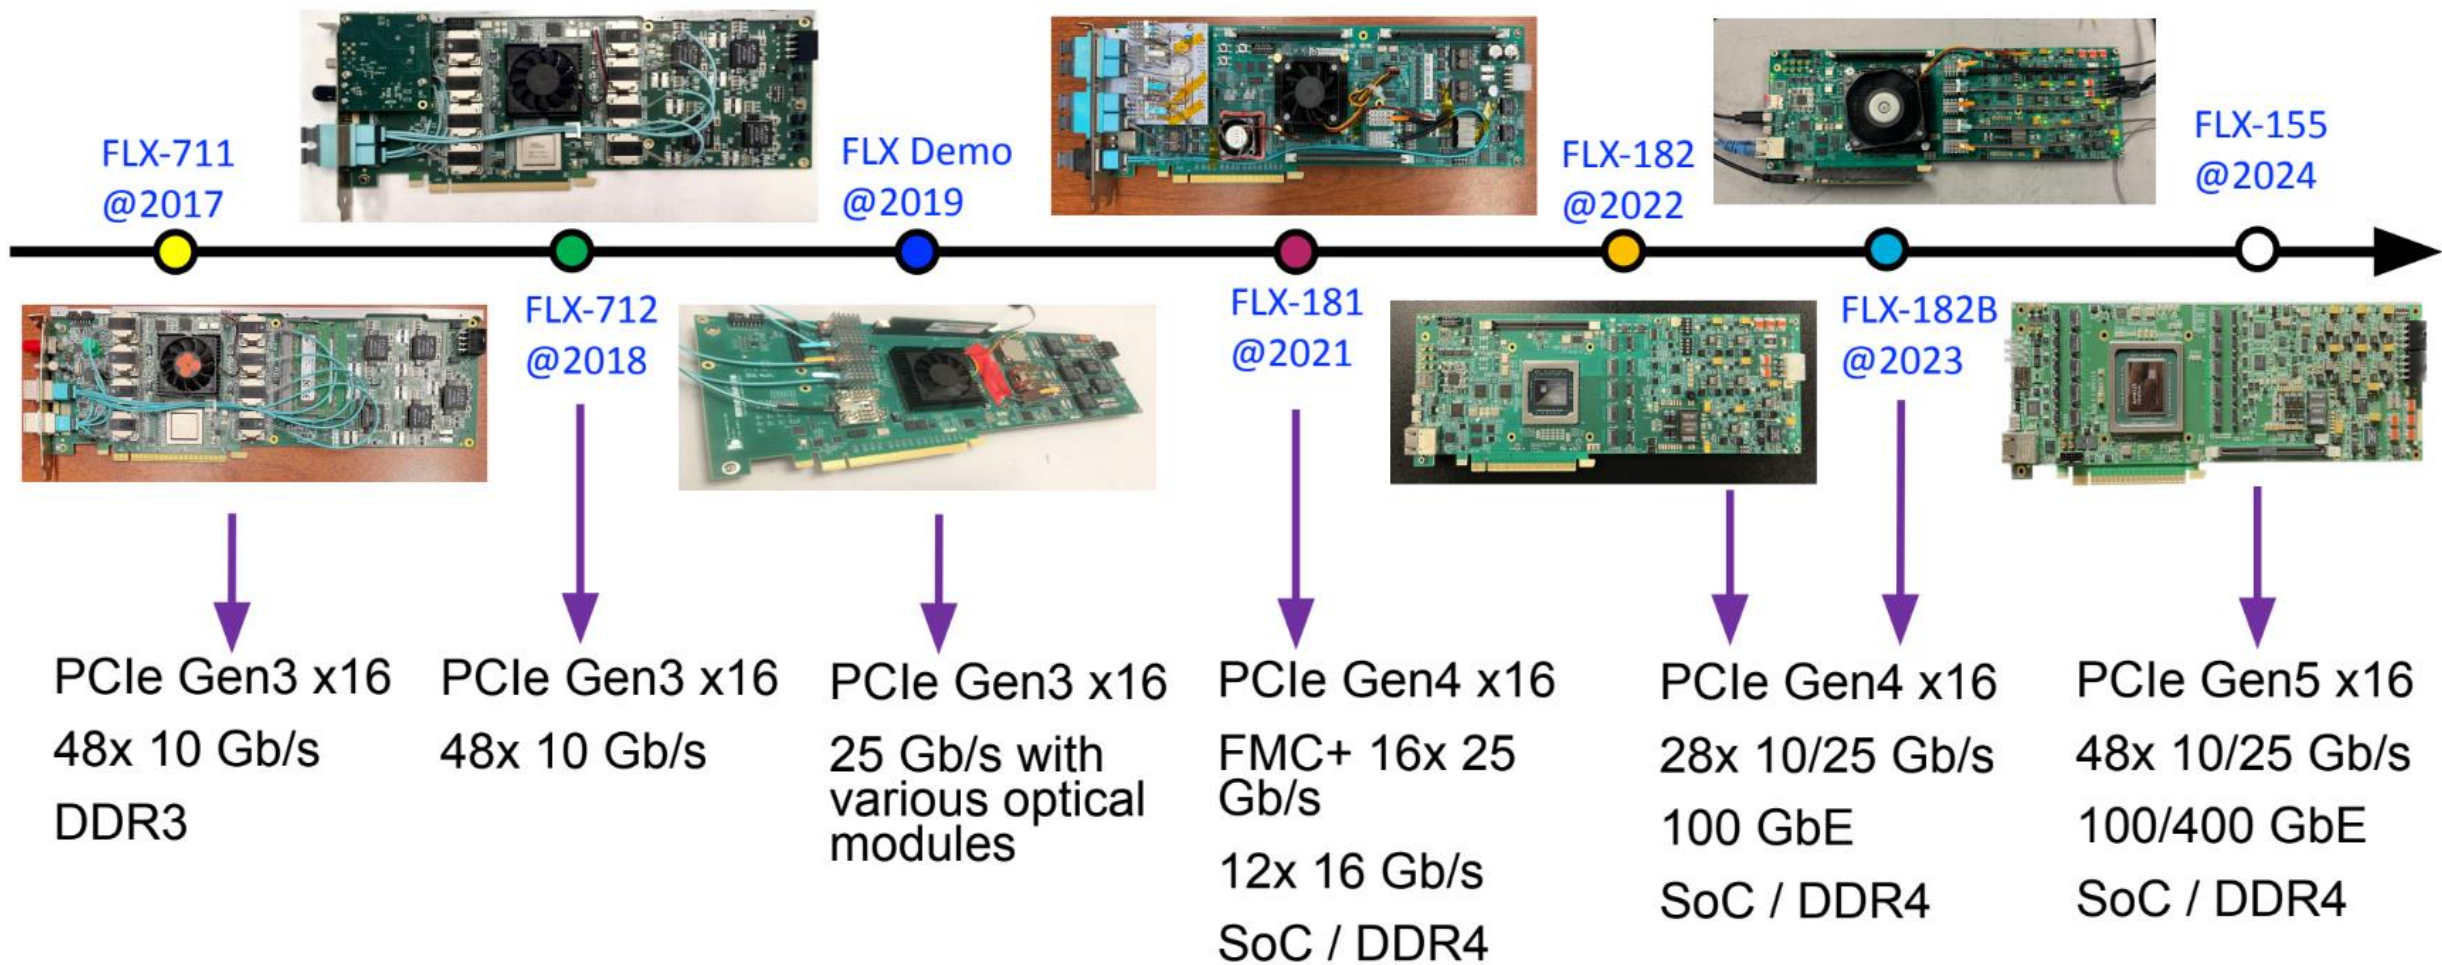 FLX-711
@2017
FLX-712
@2018
FLX Demo
@2019
FLX-181
@2021
FLX-182
@2022
FLX-182B
@2023
FLX-155
@2024
PCIe Gen3 x16
48x 10 Gb/s
DDR3
PCIe Gen3 x16
48x 10 Gb/s
PCIe Gen3 x16
25 Gb/s with
various optical
modules
PCIe Gen4 x16
FMC+ 16x 25
Gb/s
12x 16 Gb/s
SoC / DDR4
PCIe Gen4 x16
28x 10/25 Gb/s
100 GbE
SoC / DDR4
PCIe Gen5 x16
48x 10/25 Gb/s
100/400 GbE
SoC / DDR4